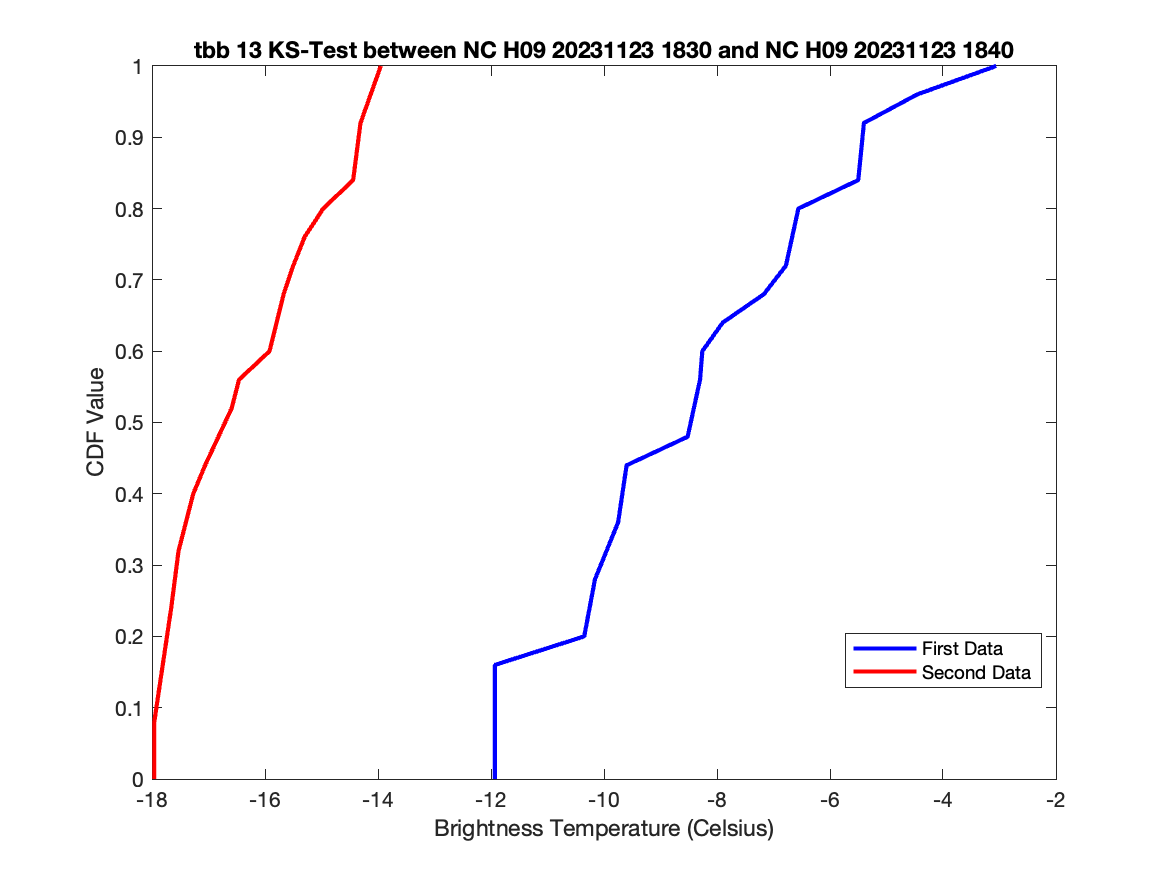 tbb 13 KS-Test between NC H09 20231123 1830 and NC H09 20231123 1840
1
0.9
0.8
0.7
0.6
0.5
0.4
0.3
0.2
0.1
0
CDF Value
First Data
Second Data
-18 -16 -14 -12 -10 -8 -6 -4 -2
Brightness Temperature (Celsius)